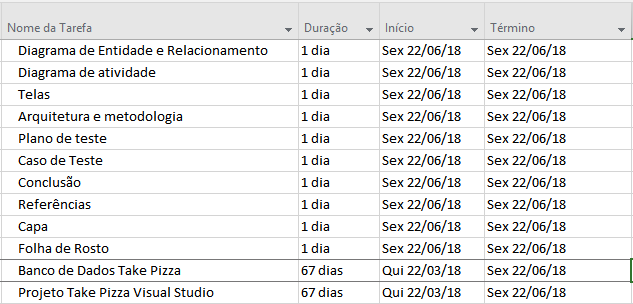 Nome da Tarefa Duração Início Término
Diagrama de Entidade e Relacionamento 1 dia Sex 22/06/18 Sex 22/06/18
Diagrama de atividade 1 dia Sex 22/06/18 Sex 22/06/18
Telas 1 dia Sex 22/06/18 Sex 22/06/18
Arquitetura e metodologia 1 dia Sex 22/06/18 Sex 22/06/18
Plano de teste 1 dia Sex 22/06/18 Sex 22/06/18
Caso de Teste 1 dia Sex 22/06/18 Sex 22/06/18
Conclusão 1 dia Sex 22/06/18 Sex 22/06/18
Referências 1 dia Sex 22/06/18 Sex 22/06/18
Capa 1 dia Sex 22/06/18 Sex 22/06/18
Folha de Rosto 1 dia Sex 22/06/18 Sex 22/06/18
Banco de Dados Take Pizza 67 dias Qui 22/03/18 Sex 22/06/18
Projeto Take Pizza Visual Studio 67 dias Qui 22/03/18 Sex 22/06/18